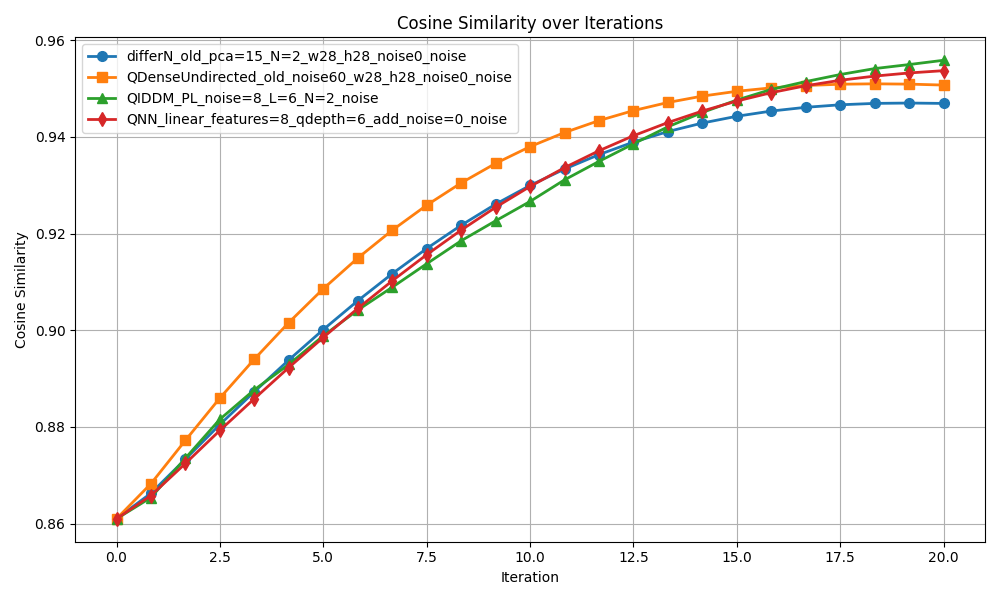 Cosine Similarity over Iterations
differN_old_pca=15_N=2_w28_h28_noise0_noise
QDenseUndirected_old_noise60_w28_h28_noise0_noise
QIDDM_PL_noise=8_L=6_N=2_noise
QNN_linear_features=8_qdepth=6_add_noise=0_noise
Cosine Similarity
0.96
0.94
0.92
0.90
0.88
0.86
0.0 2.5 5.0 7.5 10.0 12.5 15.0 17.5 20.0
Iteration